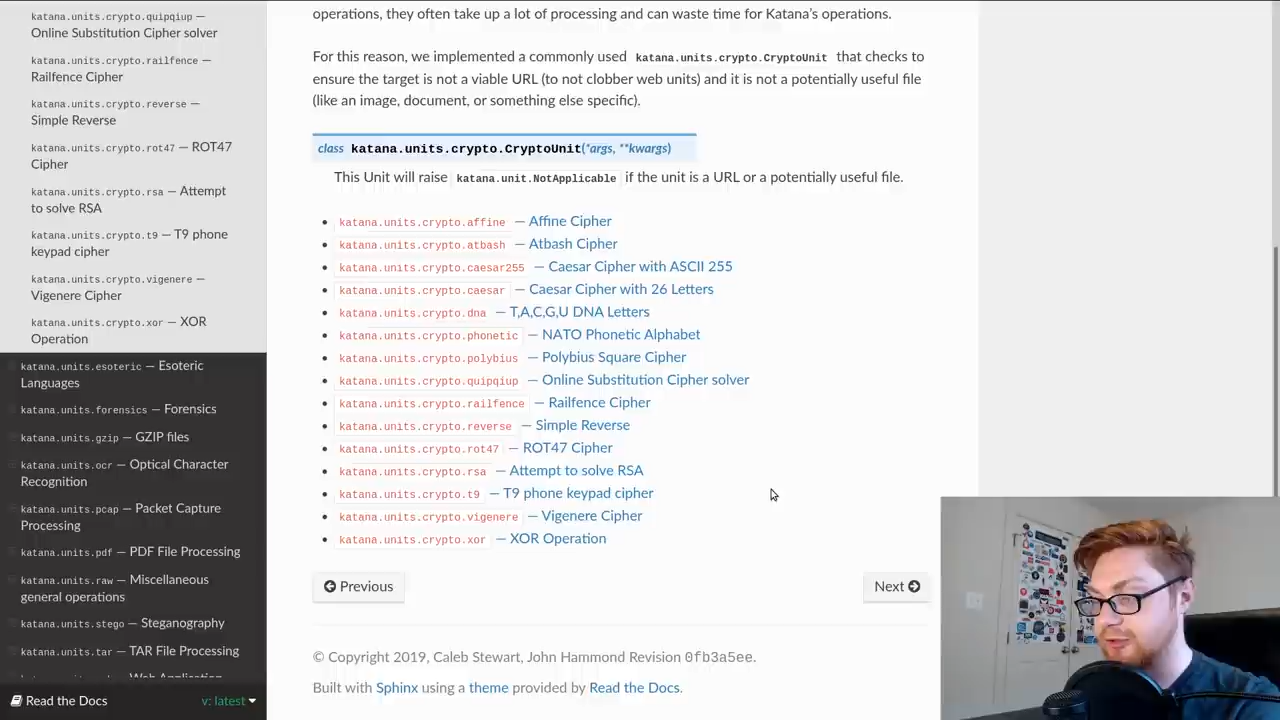 katana.units.crypto.quipqiup —
Online Substitution Cipher solver
katana.units.crypto.railfence —
Railfence Cipher
katana.units.crypto.reverse —
Simple Reverse
katana.units.crypto.rot47 — ROT47
Cipher
katana.units.crypto.rsa — Attempt
to solve RSA
katana.units.crypto.t9 — T9 phone
keypad cipher
katana.units.crypto.vigenere —
Vigenere Cipher
katana.units.crypto.xor — XOR
Operation
katana.units.esoteric — Esoteric
Languages
katana.units.forensics — Forensics
katana.units.gzip — GZIP files
katana.units.ocr — Optical Character
Recognition
katana.units.pcap — Packet Capture
Processing
katana.units.pdf — PDF File Processing
katana.units.raw — Miscellaneous
general operations
katana.units.stego — Steganography
katana.units.tar — TAR File Processing
Read the Docs
v: latest
operations, they often take up a lot of processing and can waste time for Katana's operations.
For this reason, we implemented a commonly used katana.units.crypto.CryptoUnit that checks to
ensure the target is not a viable URL (to not clobber web units) and it is not a potentially useful file
(like an image, document, or something else specific).
class katana.units.crypto.CryptoUnit(*args, **kwargs)
This Unit will raise katana.unit.NotApplicable if the unit is a URL or a potentially useful file.
• katana.units.crypto.affine — Affine Cipher
• katana.units.crypto.atbash — Atbash Cipher
• katana.units.crypto.caesar255 — Caesar Cipher with ASCII 255
• katana.units.crypto.caesar — Caesar Cipher with 26 Letters
• katana.units.crypto.dna — T,A,C,G,U DNA Letters
• katana.units.crypto.phonetic — NATO Phonetic Alphabet
• katana.units.crypto.polybius — Polybius Square Cipher
• katana.units.crypto.quipqiup — Online Substitution Cipher solver
• katana.units.crypto.railfence — Railfence Cipher
• katana.units.crypto.reverse — Simple Reverse
• katana.units.crypto.rot47 — ROT47 Cipher
• katana.units.crypto.rsa — Attempt to solve RSA
• katana.units.crypto.t9 — T9 phone keypad cipher
• katana.units.crypto.vigenere — Vigenere Cipher
• katana.units.crypto.xor — XOR Operation
Previous
Next
© Copyright 2019, Caleb Stewart, John Hammond Revision 0fb3a5ee.
Built with Sphinx using a theme provided by Read the Docs.